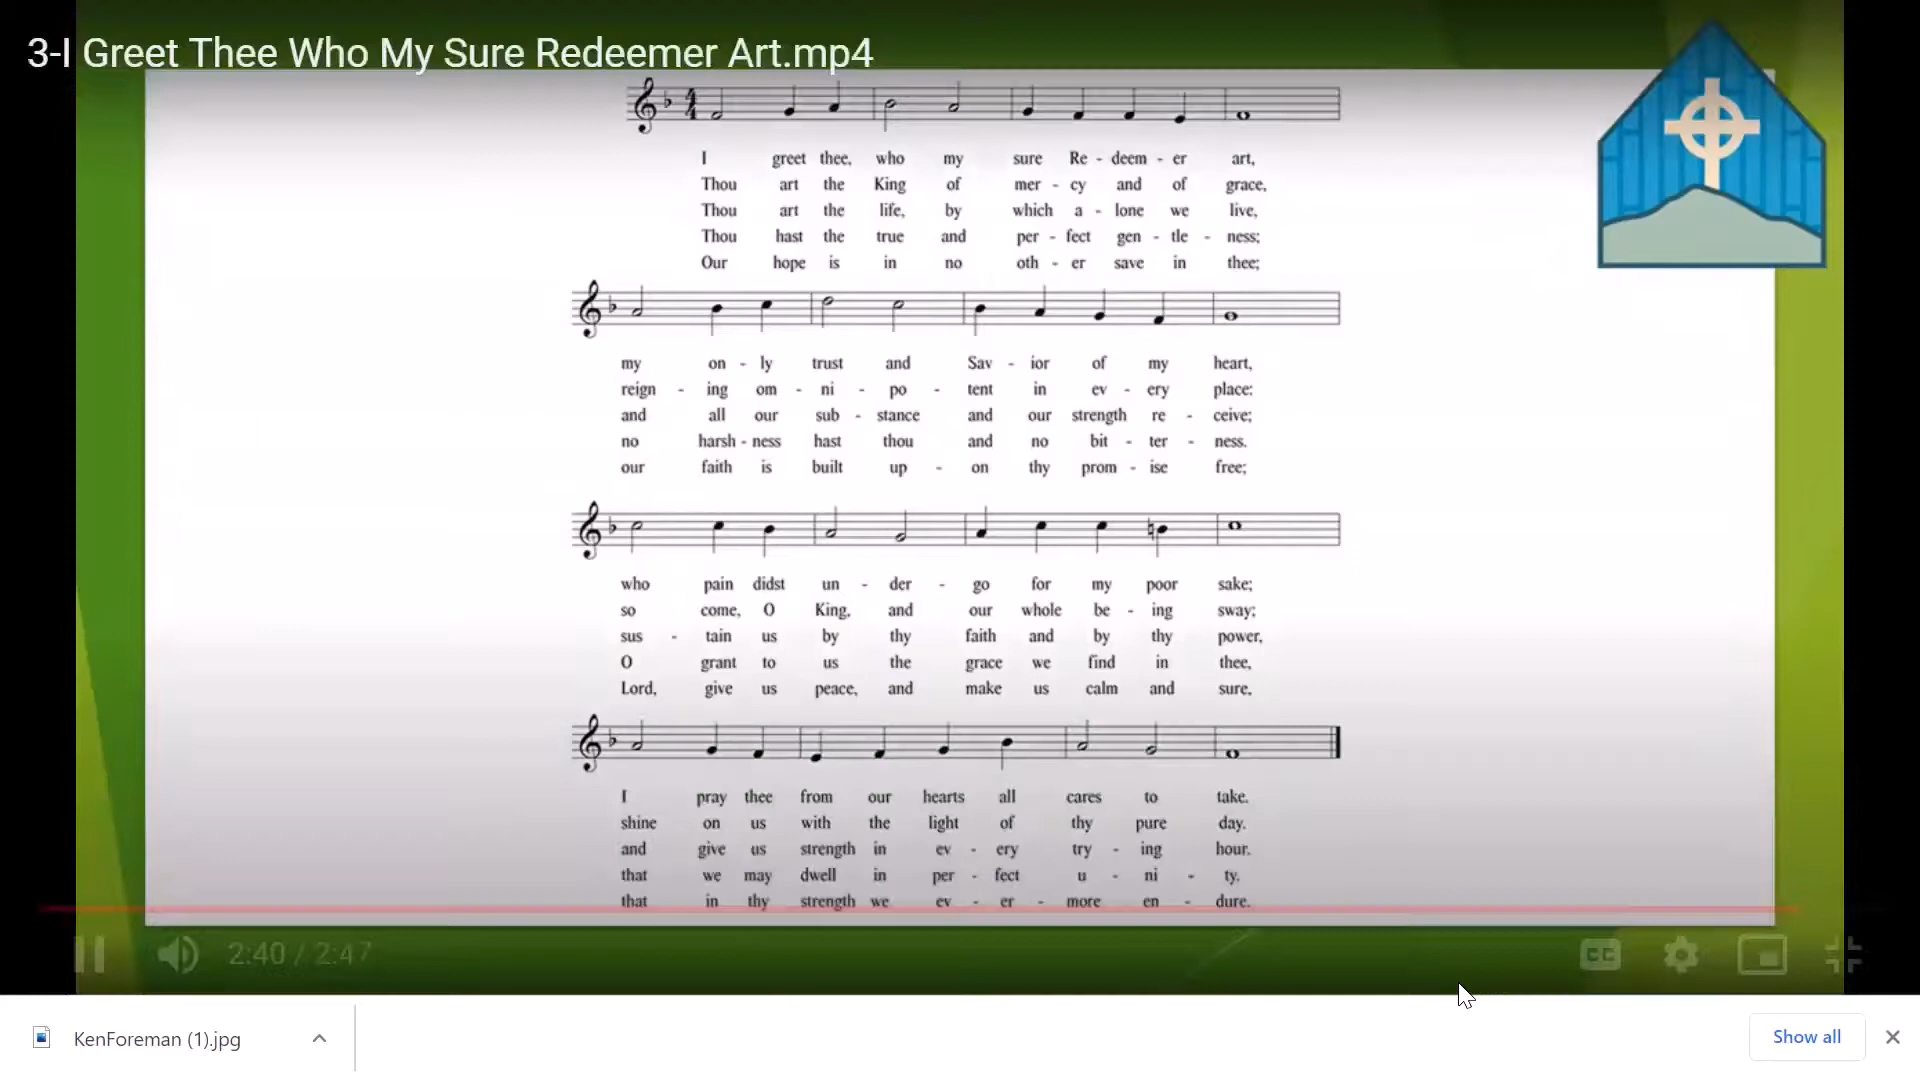 3-I Greet Thee Who My Sure Redeemer Art.mp4
4
4
I greet thee, who my sure Re - deem - er art,
Thou art the King of mer - cy and of grace,
Thou art the life, by which a - lone we live,
Thou hast the true and per - fect gen - tle - ness;
Our hope is in no oth - er save in thee;
my on - ly trust and Sav - ior of my heart,
reign - ing om - ni - po - tent in ev - ery place:
and all our sub - stance and our strength re - ceive;
no harsh - ness hast thou and no bit - ter - ness.
our faith is built up - on thy prom - ise free;
who pain didst un - der - go for my poor sake;
so come, O King, and our whole be - ing sway;
sus - tain us by thy faith and by thy power,
O grant to us the grace we find in thee,
Lord, give us peace, and make us calm and sure,
I pray thee from our hearts all cares to take.
shine on us with the light of thy pure day.
and give us strength in ev - ery try - ing hour.
that we may dwell in per - fect u - ni - ty.
that in thy strength we ev - er - more en - dure.
2:40 / 2:47
CC
KenForeman (1).jpg
Show all